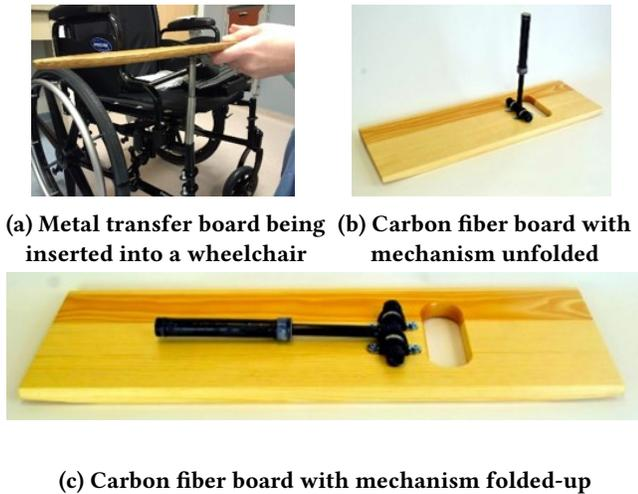 (a) Metal transfer board being
inserted into a wheelchair
(b) Carbon fiber board with
mechanism unfolded
(c) Carbon fiber board with mechanism folded-up